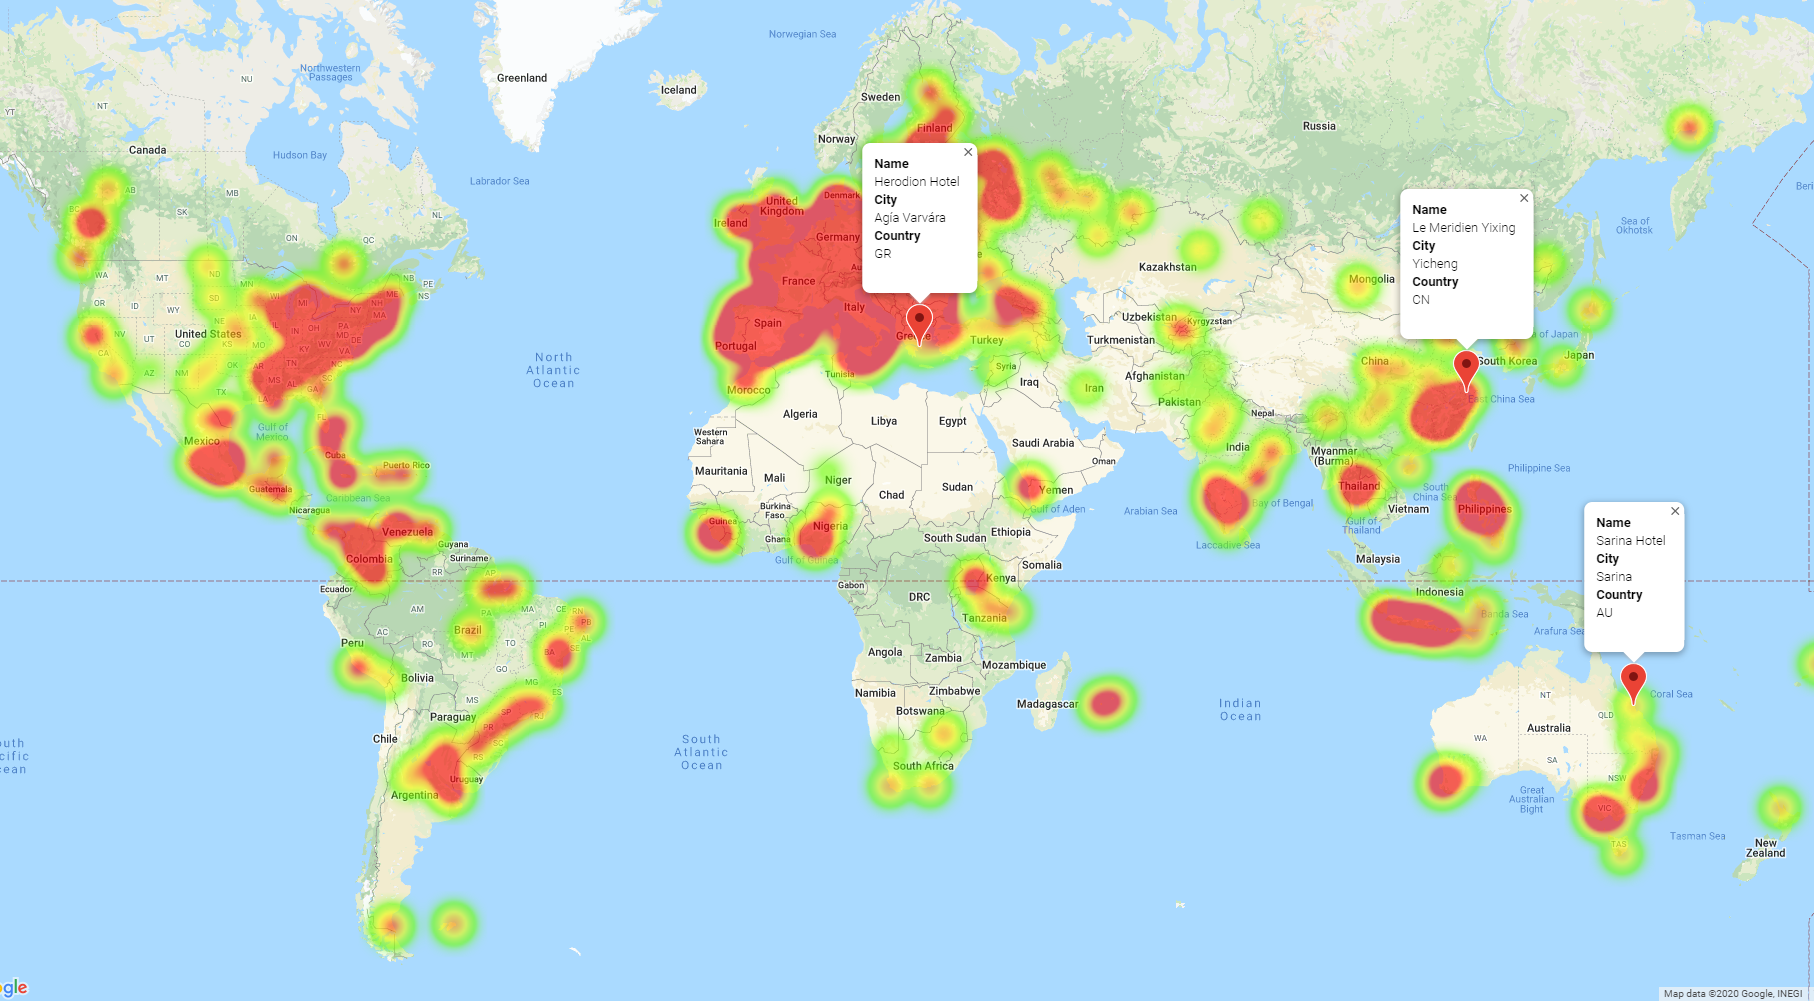 Norwegian Sea
Greenland
Iceland
Sweden
Finland
Norway
Russia
Northwestern
Passages
NU
NT
YT
Canada
Hudson Bay
Labrador Sea
AB
BC
MB
SK
NL
ON
QC
NB
NS
PE
WA
MT
ND
OR
ID
WY
SD
NE
MI
ME
NH
NY
PA
MA
IN
OH
MD
DE
WV
VA
KY
NC
TN
SC
NV
UT
CO
KS
MO
United States
CA
AZ
NM
OK
AR
MS
AL
GA
TX
LA
FL
Gulf of
Mexico
Mexico
Cuba
Puerto Rico
Guatemala
Caribbean Sea
Nicaragua
Venezuela
Guyana
Suriname
Colombia
Ecuador
RR
AP
AM
PA
MA
CE
RN
PB
PE
AL
SE
BA
AC
RO
TO
MT
Brazil
Peru
GO
Bolivia
MG
ES
MS
SP
RJ
PR
SC
RS
Paraguay
Chile
Uruguay
Argentina
North
Atlantic
Ocean
South
Atlantic
Ocean
outh
cific
ean
United
Kingdom
Ireland
Denmark
Germany
France
Au
Italy
Spain
Portugal
Greece
Turkey
Tunisia
Morocco
Name
Herodion Hotel
City
Agía Varvára
Country
GR
Algeria
Libya
Egypt
Western
Sahara
Mauritania
Mali
Niger
Chad
Sudan
Burkina
Faso
Guinea
Ghana
Nigeria
Gulf of Guinea
South Sudan
Ethiopia
Somalia
Gabon
DRC
Kenya
Tanzania
Angola
Zambia
Mozambique
Namibia
Zimbabwe
Botswana
Madagascar
South Africa
Syria
Iraq
Iran
Saudi Arabia
Oman
Yemen
Gulf of Aden
Arabian Sea
Kazakhstan
Uzbekistan
Kyrgyzstan
Turkmenistan
Afghanistan
Pakistan
Nepal
India
Bay of Bengal
Laccadive Sea
Indian
Ocean
Mongolia
China
Myanmar
(Burma)
Thailand
Vietnam
Gulf of
Thailand
South
China Sea
Philippines
Philippine Sea
Malaysia
Indonesia
Banda Sea
Arafura Sea
Name
Le Meridien Yixing
City
Yicheng
Country
CN
Sea of
Okhotsk
Beri
of Japan
South Korea
Japan
East China Sea
Name
Sarina Hotel
City
Sarina
Country
AU
Coral Sea
NT
QLD
Australia
WA
SA
NSW
VIC
TAS
Great
Australian
Bight
Tasman Sea
New
Zealand
gle
Map data ©2020 Google, INEGI